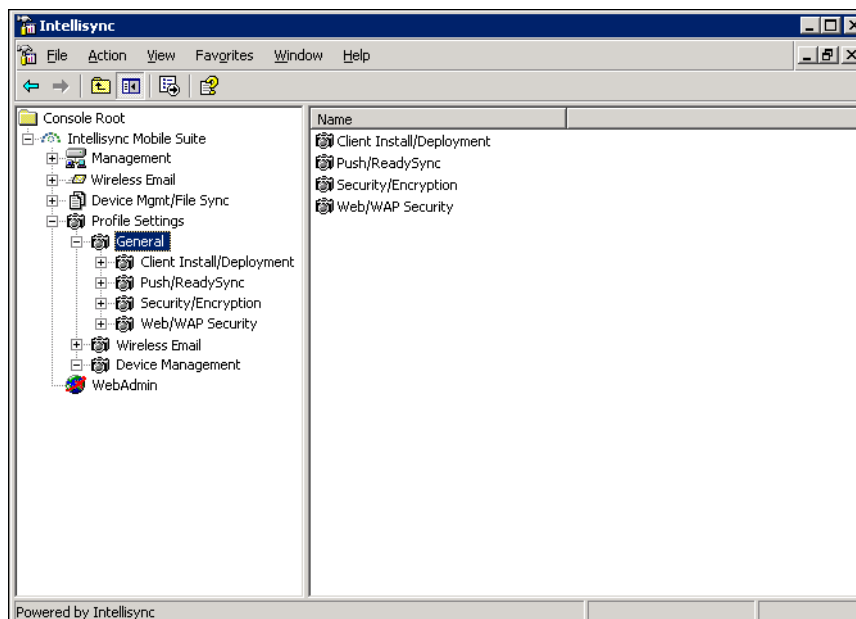 Intellisync
File Action View Favorites Window Help
Console Root
Intellisync Mobile Suite
Management
Wireless Email
Device Mgmt/File Sync
Profile Settings
General
Client Install/Deployment
Push/ReadySync
Security/Encryption
Web/WAP Security
Wireless Email
Device Management
WebAdmin
Name
Client Install/Deployment
Push/ReadySync
Security/Encryption
Web/WAP Security
Powered by Intellisync